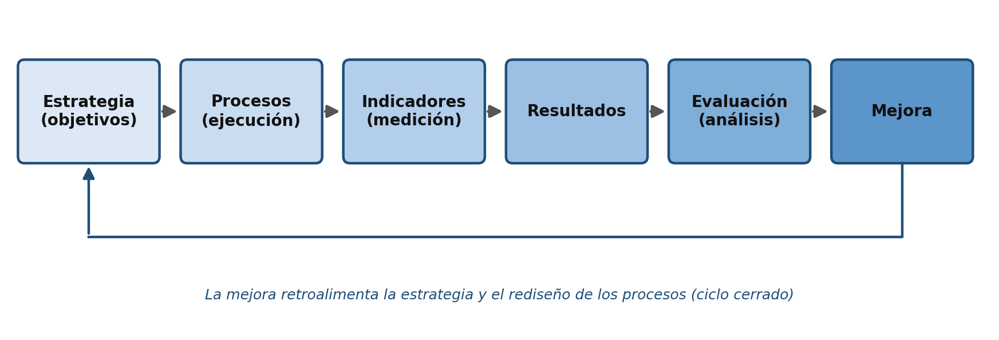 Estrategia
(objetivos)
Procesos
(ejecución)
Indicadores
(medición)
Resultados
Evaluación
(análisis)
Mejora
La mejora retroalimenta la estrategia y el rediseño de los procesos (ciclo cerrado)